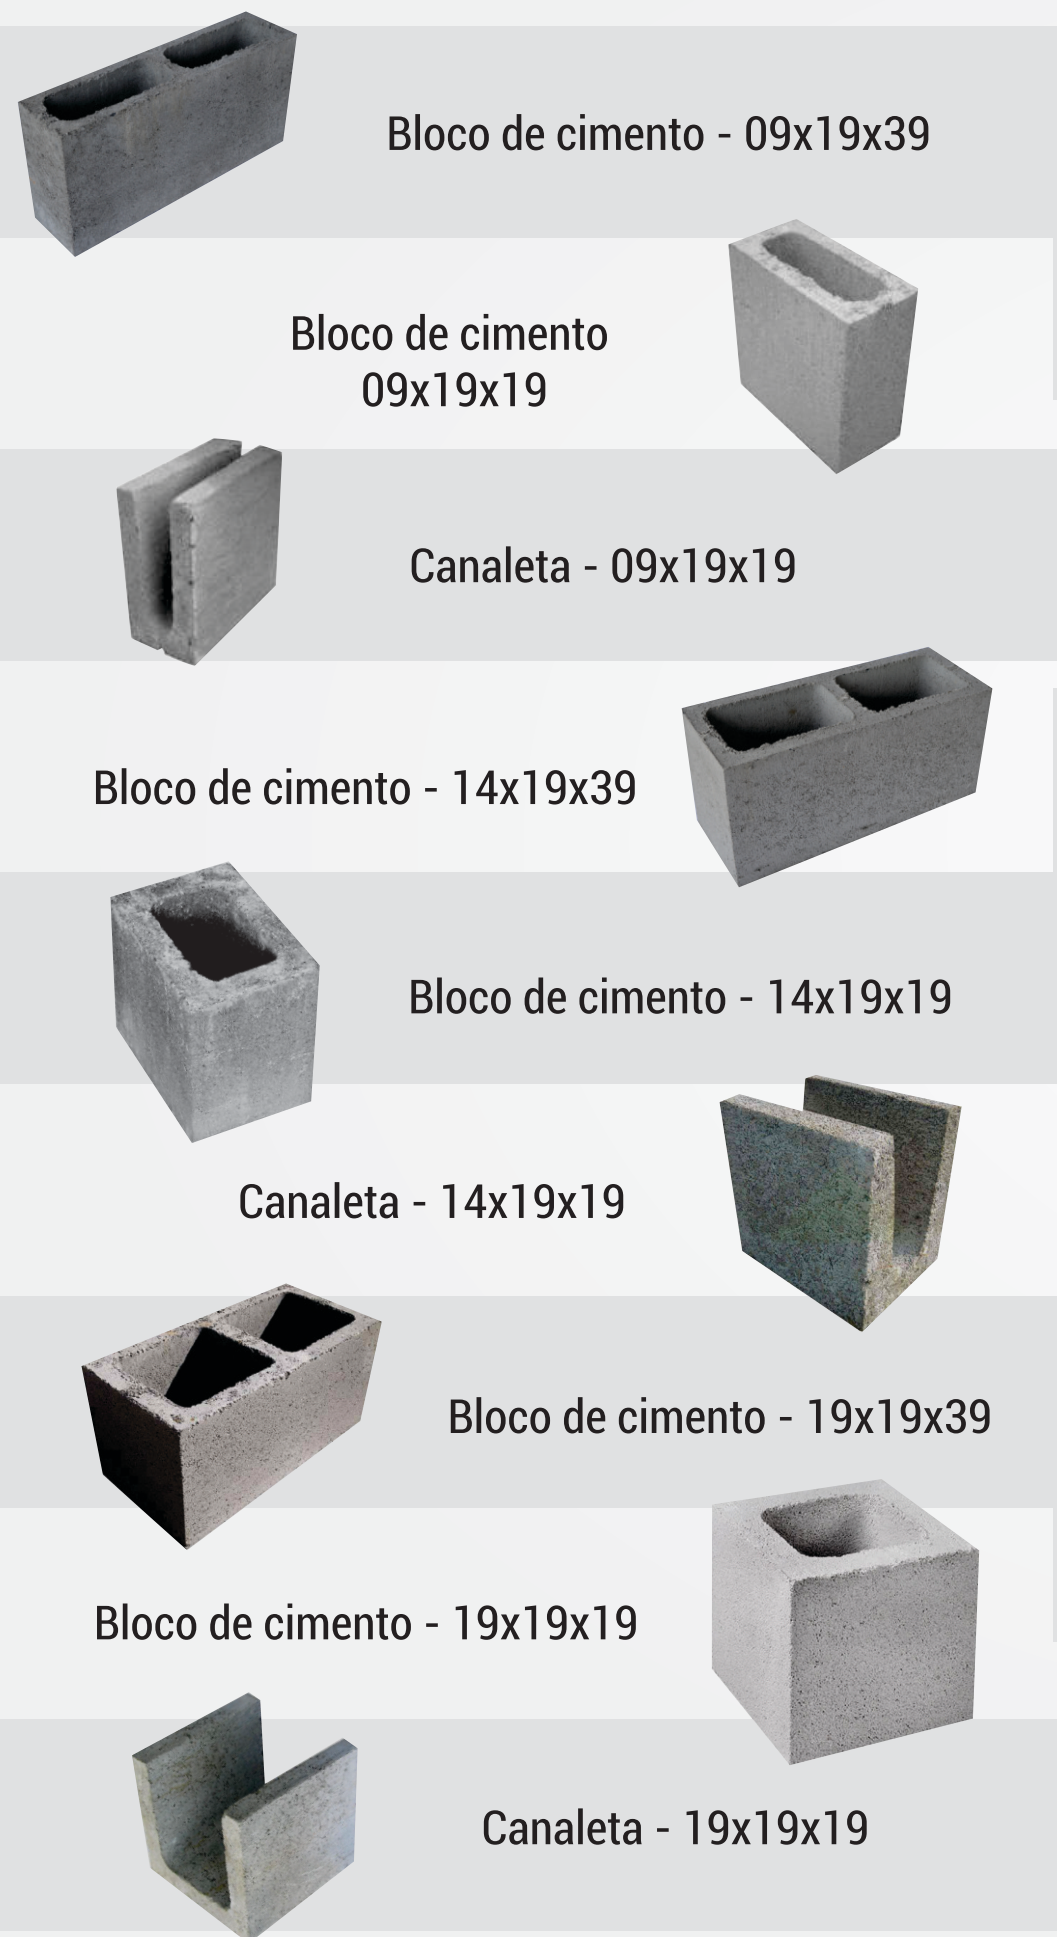 Bloco de cimento - 09x19x39
Bloco de cimento
09x19x19
Canaleta - 09x19x19
Bloco de cimento - 14x19x39
Bloco de cimento - 14x19x19
Canaleta - 14x19x19
Bloco de cimento - 19x19x39
Bloco de cimento - 19x19x19
Canaleta - 19x19x19